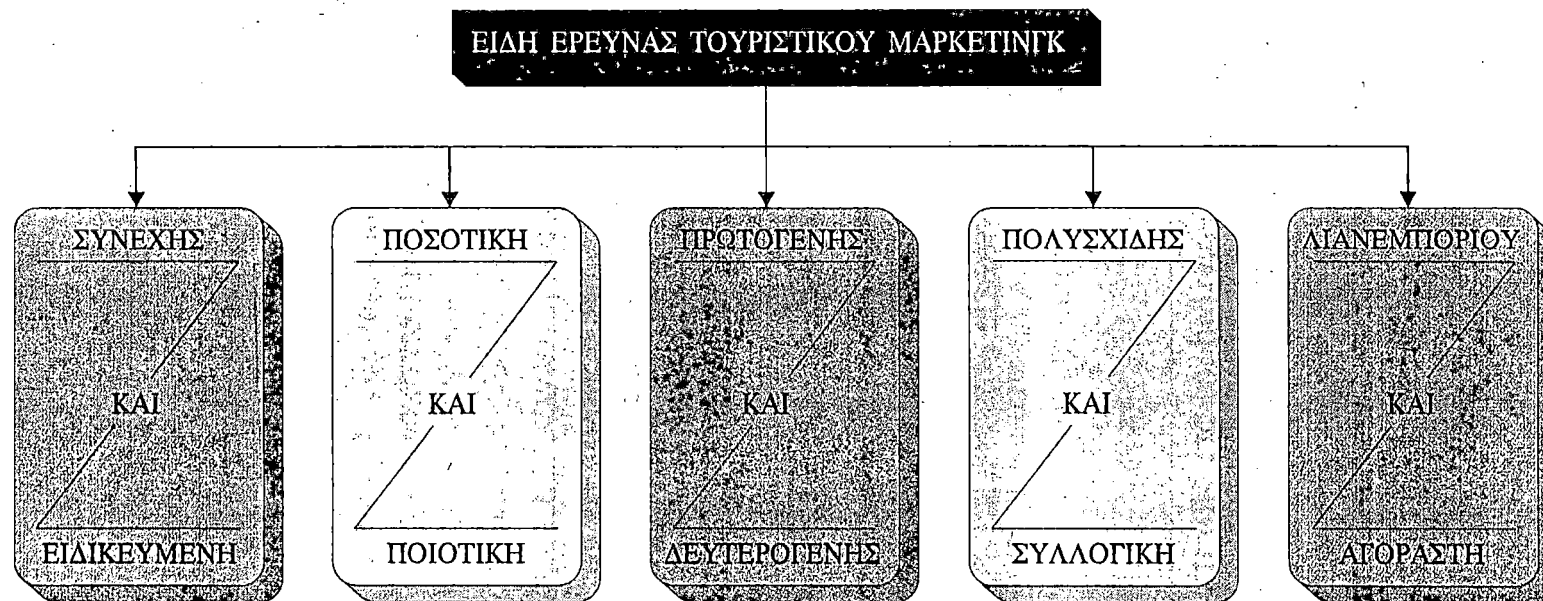 ΕΙΔΗ ΕΡΕΥΝΑΣ ΤΟΥΡΙΣΤΙΚΟΥ ΜΑΡΚΕΤΙΝΓΚ
ΣΥΝΕΧΗΣ
ΚΑΙ
ΕΙΔΙΚΕΥΜΕΝΗ
ΠΟΣΟΤΙΚΗ
ΚΑΙ
ΠΟΙΟΤΙΚΗ
ΠΡΩΤΟΓΕΝΗΣ
ΚΑΙ
ΔΕΥΤΕΡΟΓΕΝΗΣ
ΠΟΛΥΣΧΙΔΗΣ
ΚΑΙ
ΣΥΛΛΟΓΙΚΗ
ΛΙΑΝΕΜΠΟΡΙΟΥ
ΚΑΙ
ΑΓΟΡΑΣΤΗ